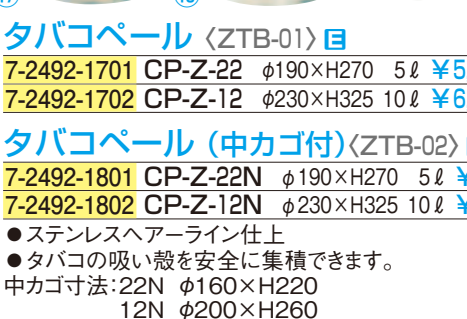 タバコペール〈ZTB-01〉E
7-2492-1701 CP-Z-22 φ190×H270 5ℓ ¥5
7-2492-1702 CP-Z-12 φ230×H325 10ℓ ¥6
タバコペール(中カゴ付)〈ZTB-02〉
7-2492-1801 CP-Z-22N φ190×H270 5ℓ ¥
7-2492-1802 CP-Z-12N φ230×H325 10ℓ ¥
●ステンレスヘアーライン仕上
●タバコの吸い殻を安全に集積できます。
中カゴ寸法:22N φ160×H220
12N φ200×H260